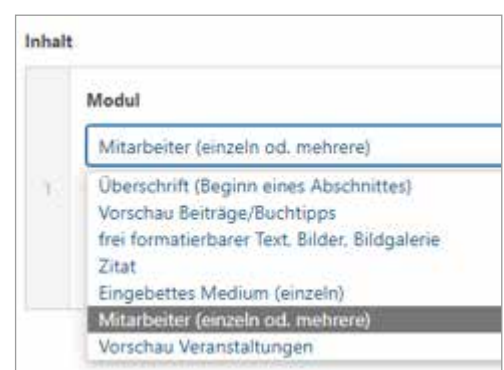 Inhalt
Modul
Mitarbeiter (einzeln od. mehrere)
1
Überschrift (Beginn eines Abschnittes)
Vorschau Beiträge/Buchtipps
frei formatierbarer Text, Bilder, Bildgalerie
Zitat
Eingebettes Medium (einzeln)
Mitarbeiter (einzeln od. mehrere)
Vorschau Veranstaltungen